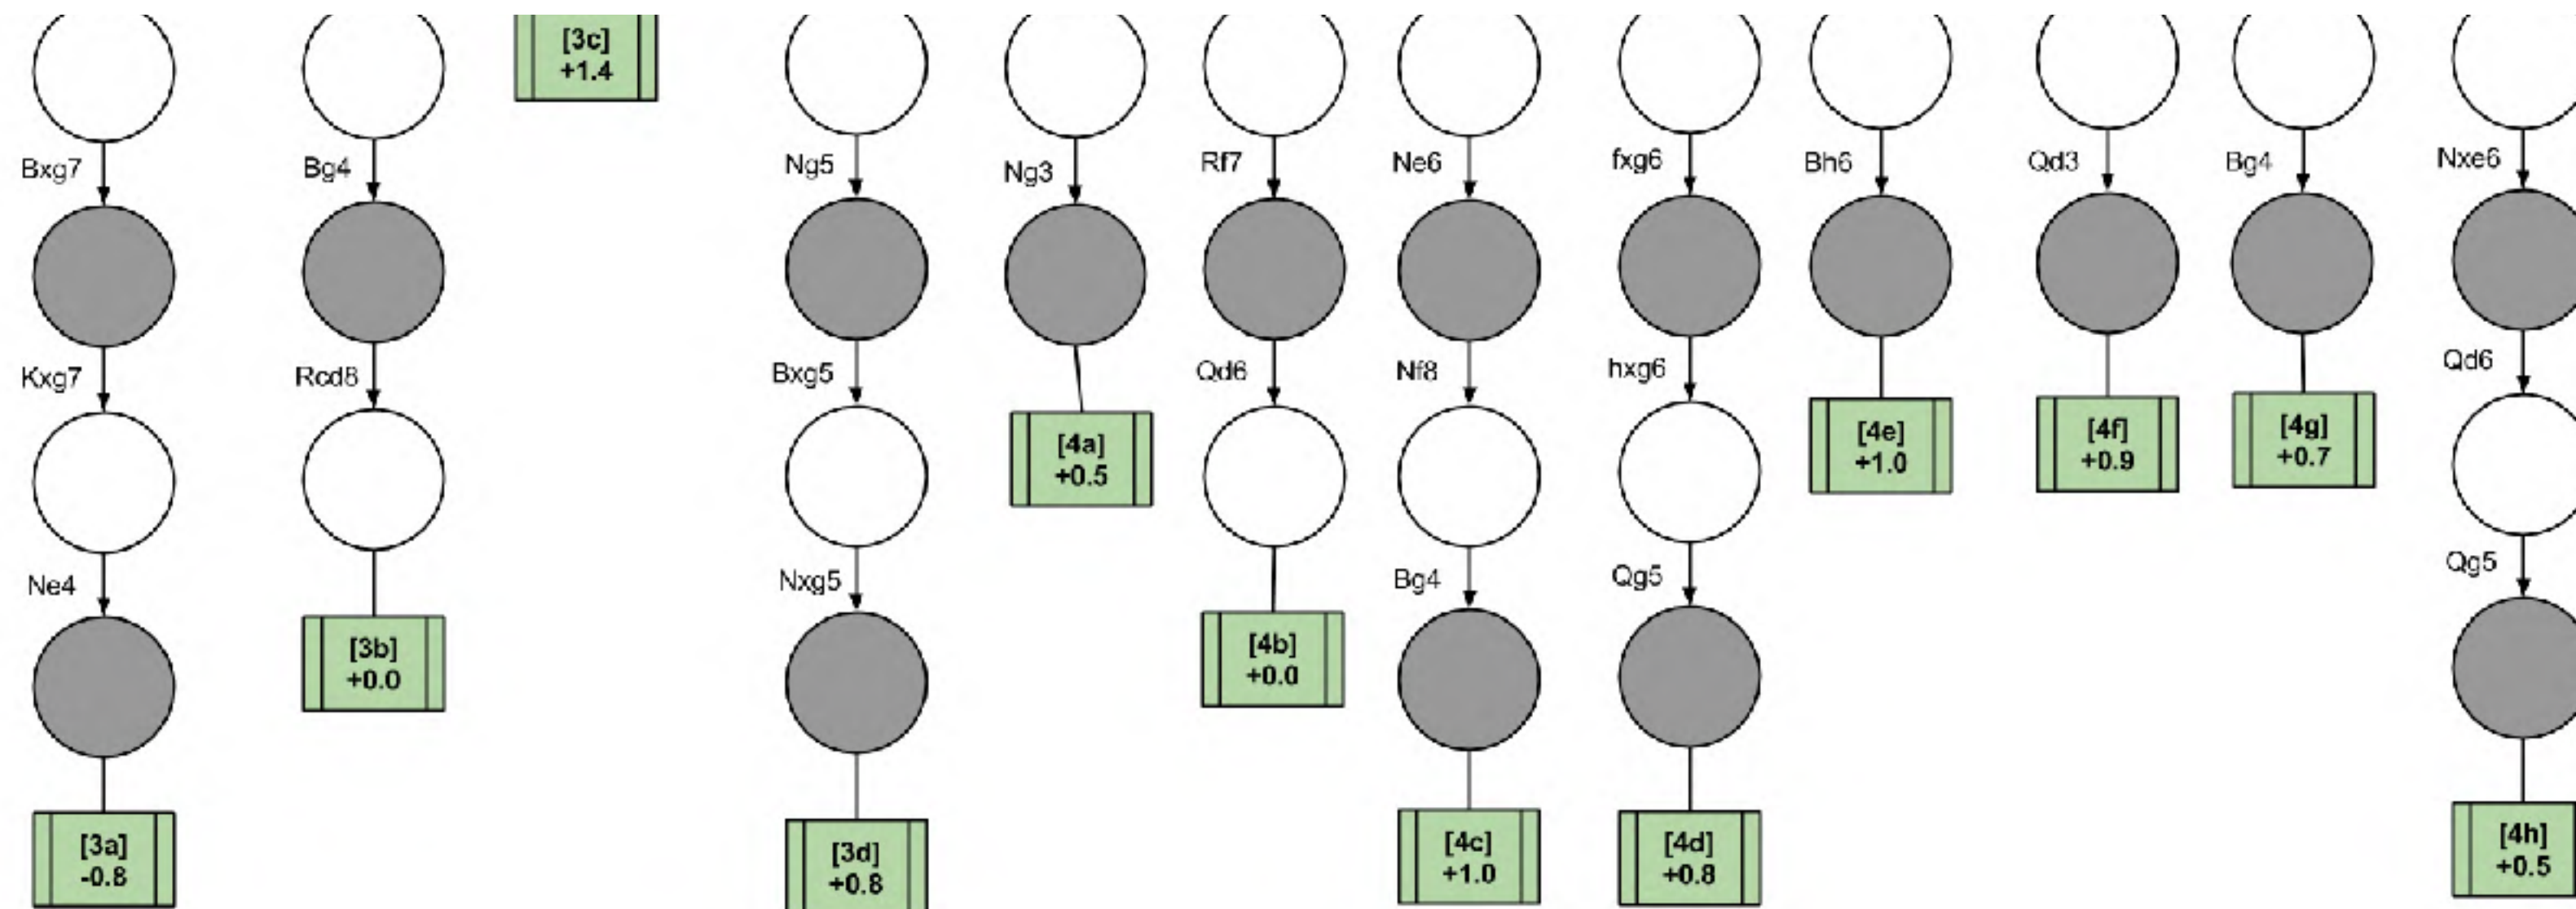 [3c]
+1.4
Bxg7
Bg4
Ng5
Ng3
Rf7
Ne6
fxg6
Bh6
Qd3
Bg4
Nxe6
Kxg7
Rcd8
Bxg5
Qd6
Nf8
hxg6
Qd6
[4a]
+0.5
[4e]
+1.0
[4f]
+0.9
[4g]
+0.7
Ne4
Nxg5
Bg4
Qg5
Qg5
[3b]
+0.0
[4b]
+0.0
[3a]
-0.8
[3d]
+0.8
[4c]
+1.0
[4d]
+0.8
[4h]
+0.5